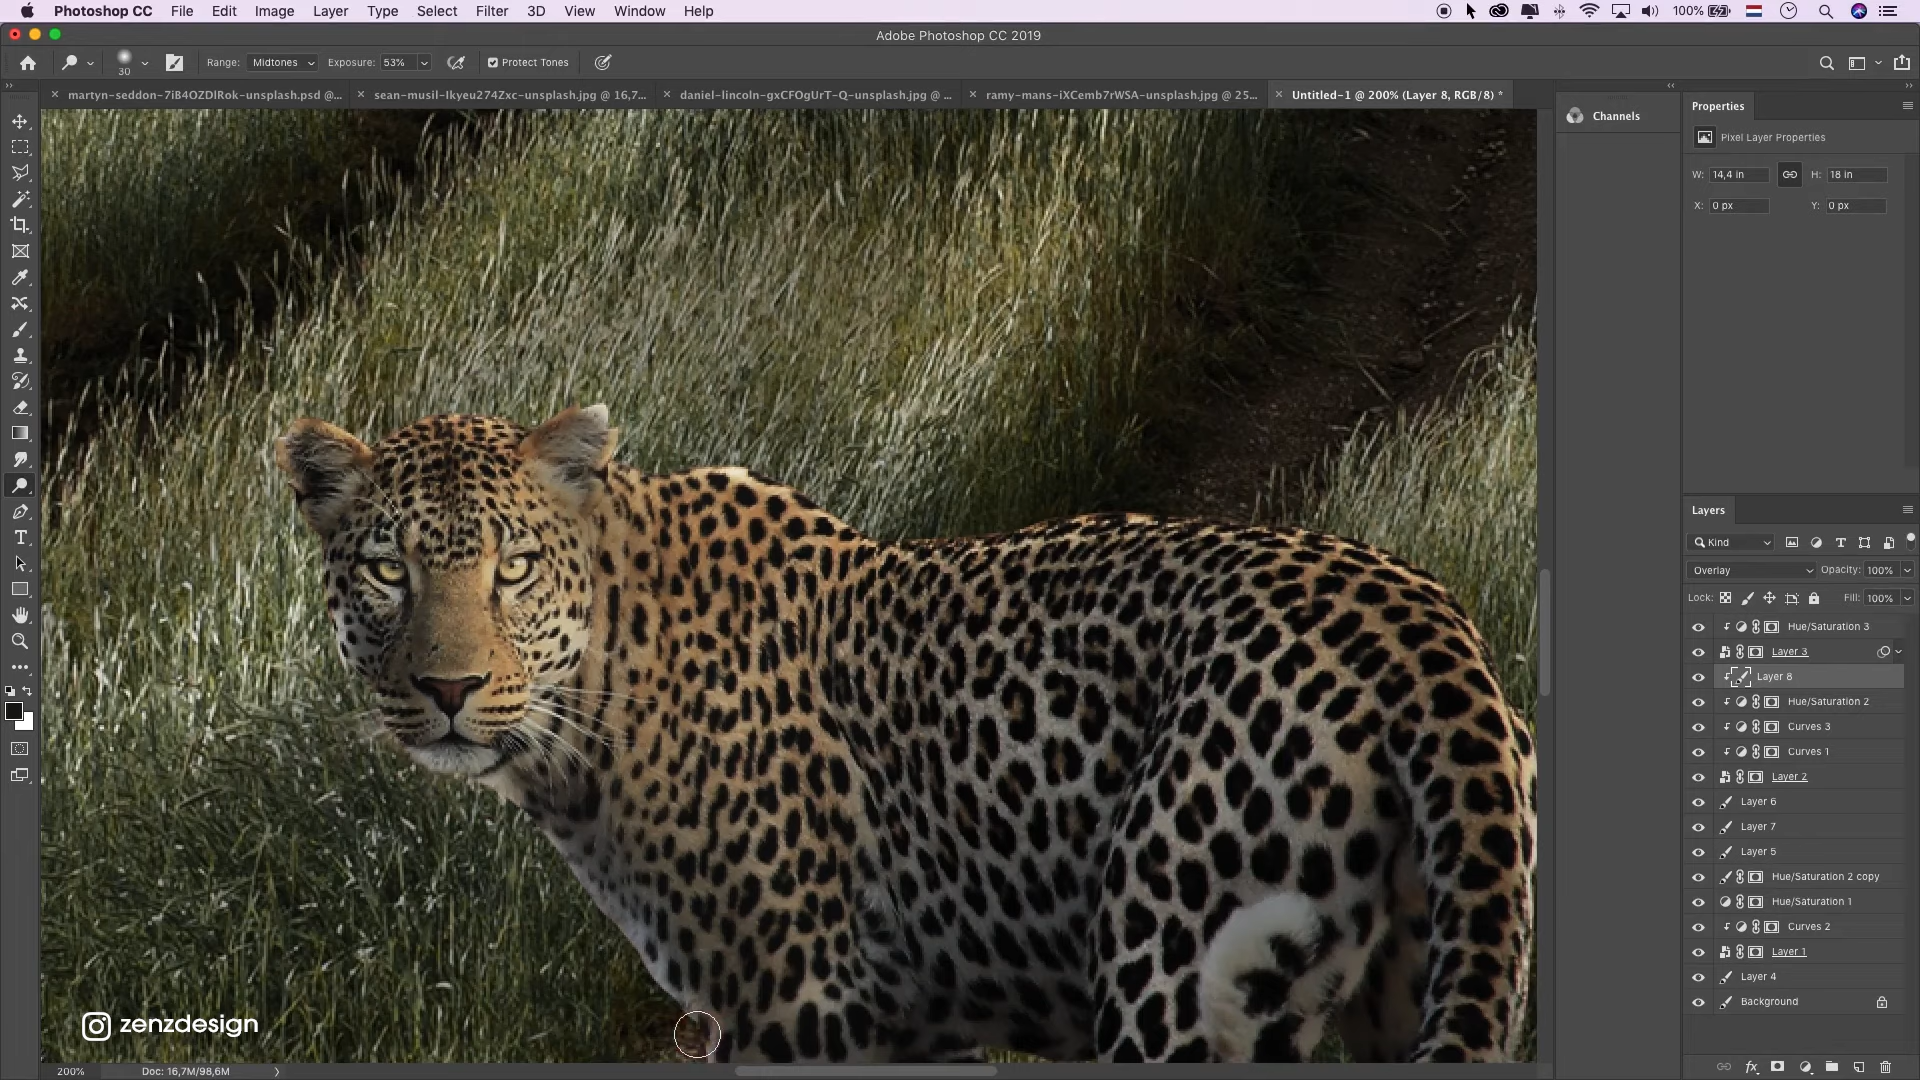 Photoshop CC File Edit Image Layer Type Select Filter 3D View Window Help 100%
Adobe Photoshop CC 2019
30 Range: Midtones Exposure: 53% Protect Tones
martyn-seddon-7iB4OZDlRok-unsplash.psd @... sean-musil-Ikyeu274Zxc-unsplash.jpg @ 16,7... daniel-lincoln-gxCFOgUrT-Q-unsplash.jpg @ ... ramy-mans-iXCemb7rWSA-unsplash.jpg @ 25... Untitled-1 @ 200% (Layer 8, RGB/8) *
Channels
Properties
Pixel Layer Properties
W: 14,4 in H: 18 in
X: 0 px Y: 0 px
Layers
Kind
Overlay Opacity: 100%
Lock: Fill: 100%
Hue/Saturation 3
Layer 3
Layer 8
Hue/Saturation 2
Curves 3
Curves 1
Layer 2
Layer 6
Layer 7
Layer 5
Hue/Saturation 2 copy
Hue/Saturation 1
Curves 2
Layer 1
Layer 4
Background
zenzdesign
200% Doc: 16,7M/98,6M